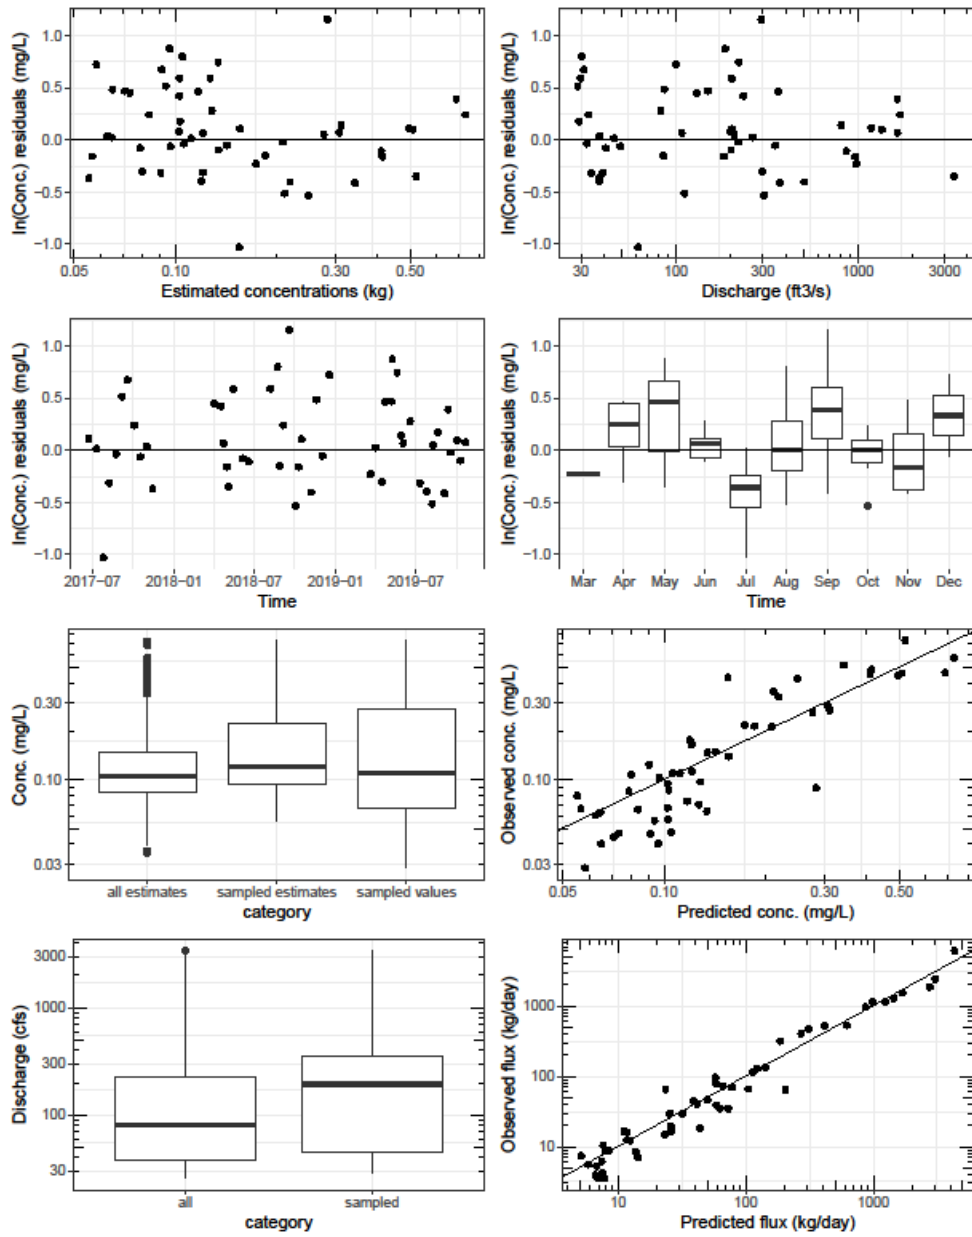 ln(Conc.) residuals (mg/L)
1.0
0.5
0.0
−0.5
−1.0
0.05 0.10 0.30 0.50
Estimated concentrations (kg)
ln(Conc.) residuals (mg/L)
1.0
0.5
0.0
−0.5
−1.0
30 100 300 1000 3000
Discharge (ft3/s)
ln(Conc.) residuals (mg/L)
1.0
0.5
0.0
−0.5
−1.0
2017−07 2018−01 2018−07 2019−01 2019−07
Time
ln(Conc.) residuals (mg/L)
1.0
0.5
0.0
−0.5
−1.0
Mar Apr May Jun Jul Aug Sep Oct Nov Dec
Time
Conc. (mg/L)
0.30
0.10
0.03
all estimates sampled estimates sampled values
category
Observed conc. (mg/L)
0.30
0.10
0.03
0.05 0.10 0.30 0.50
Predicted conc. (mg/L)
Discharge (cfs)
3000
1000
300
100
30
all sampled
category
Observed flux (kg/day)
1000
100
10
10 100 1000
Predicted flux (kg/day)